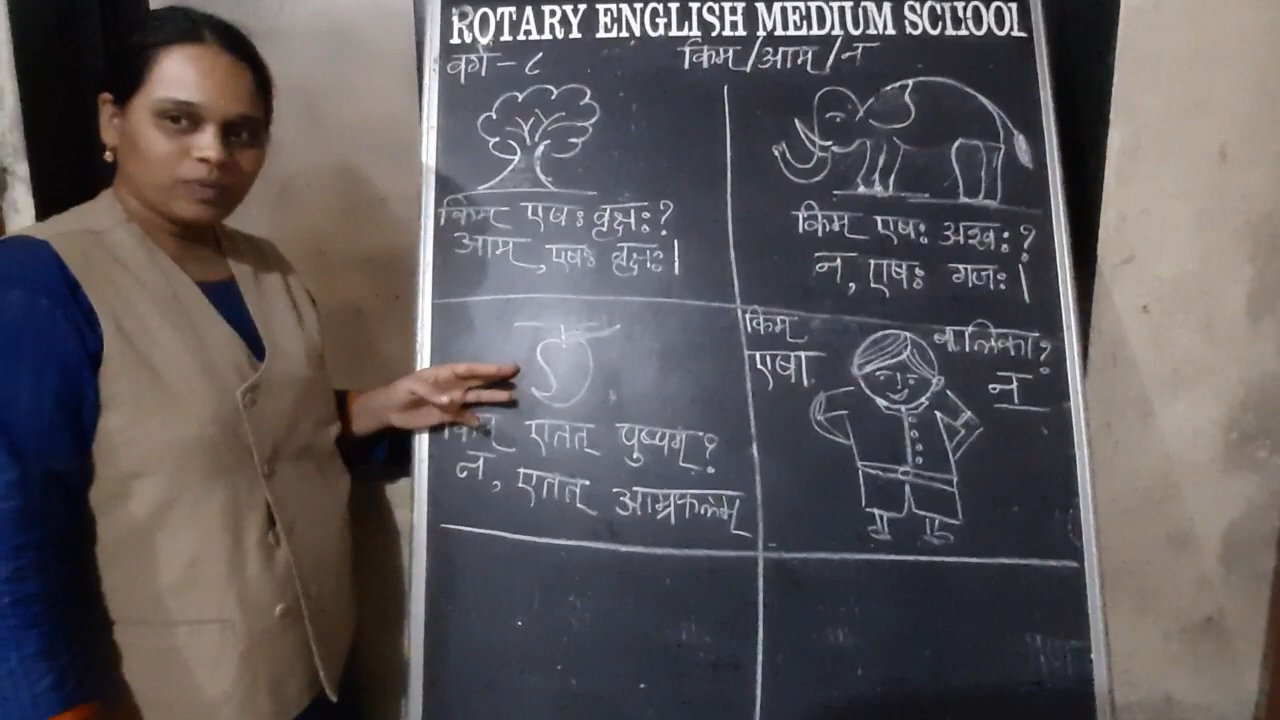 ROTARY ENGLISH MEDIUM SCHOOL
वर्ग - ८
किम्/आम्/न
किम् एषः वृक्षः?
आम्, एषः वृक्षः।
किम् एषः अश्वः?
न, एषः गजः।
किम् एतत् पुष्पम्?
न, एतत् आम्रफलम्
किम्
एषा बालिका?
न